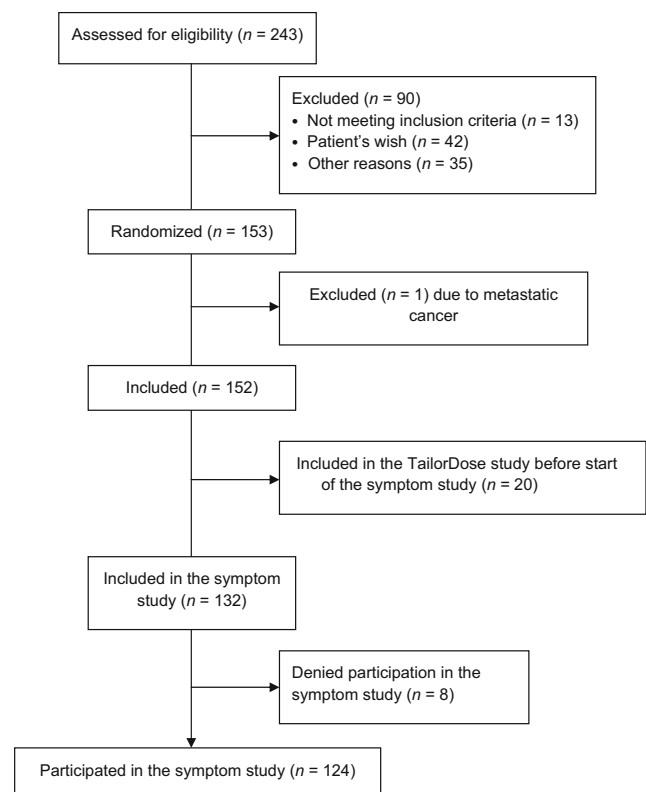 Assessed for eligibility (n = 243)
Excluded (n = 90)
• Not meeting inclusion criteria (n = 13)
• Patient's wish (n = 42)
• Other reasons (n = 35)
Randomized (n = 153)
Excluded (n = 1) due to metastatic
cancer
Included (n = 152)
Included in the TailorDose study before start
of the symptom study (n = 20)
Included in the symptom
study (n = 132)
Denied participation in the
symptom study (n = 8)
Participated in the symptom study (n = 124)